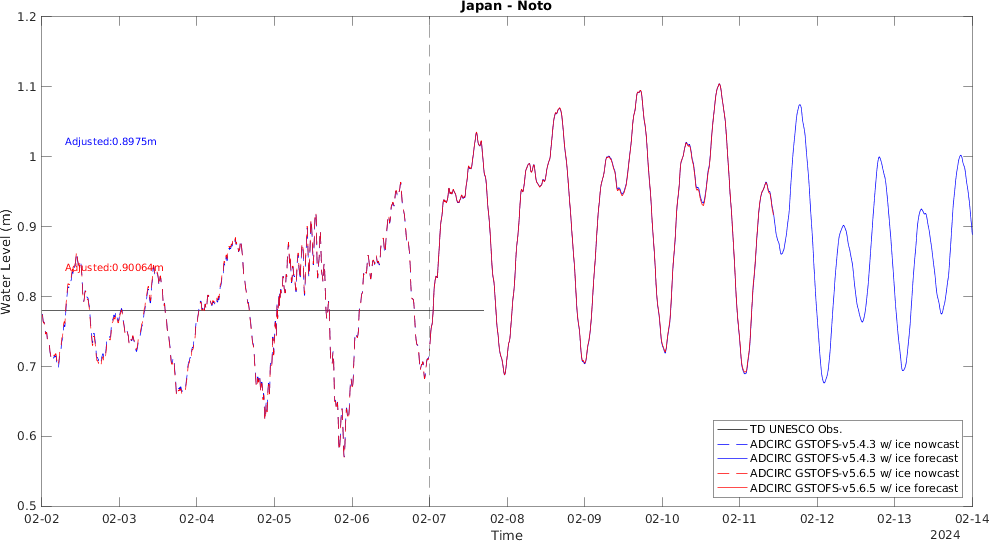 Japan - Noto
1.2
1.1
1
0.9
0.8
0.7
0.6
0.5
Water Level (m)
Adjusted:0.8975m
Adjusted:0.90064m
TD UNESCO Obs.
ADCIRC GSTOFS-v5.4.3 w/ ice nowcast
ADCIRC GSTOFS-v5.4.3 w/ ice forecast
ADCIRC GSTOFS-v5.6.5 w/ ice nowcast
ADCIRC GSTOFS-v5.6.5 w/ ice forecast
02-02 02-03 02-04 02-05 02-06 02-07 02-08 02-09 02-10 02-11 02-12 02-13 02-14
Time
2024